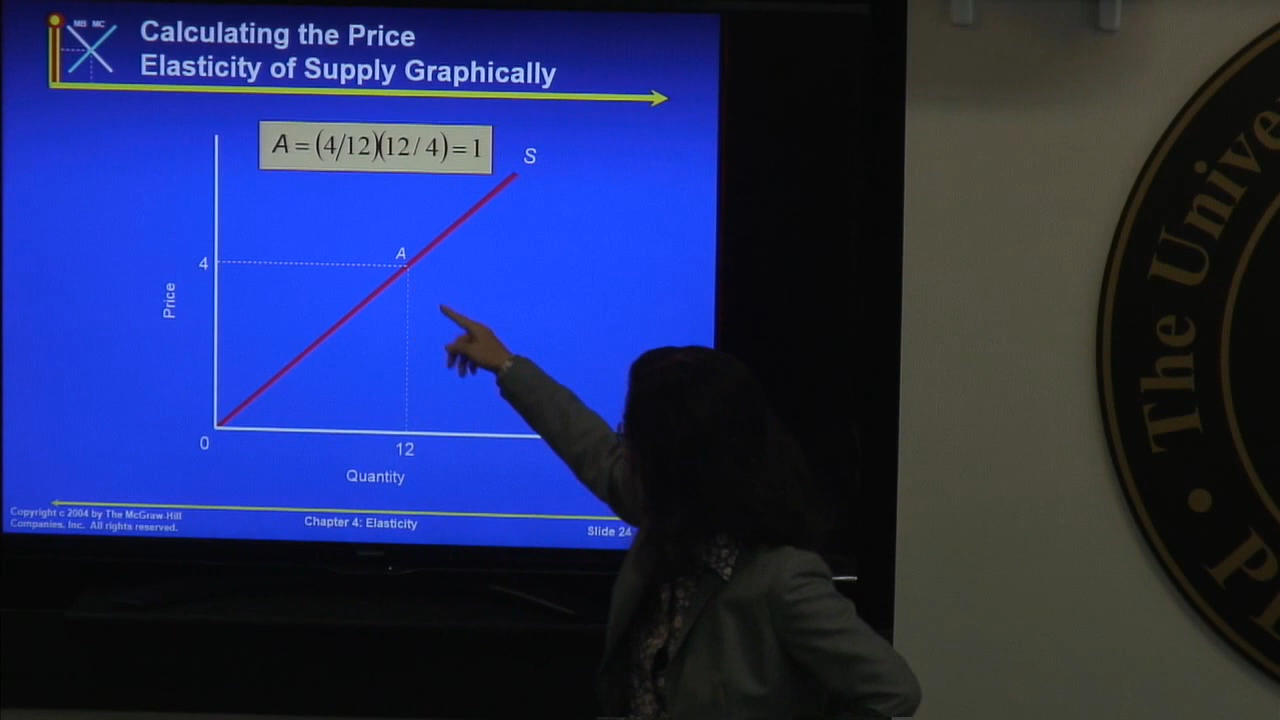 MB MC
Calculating the Price
Elasticity of Supply Graphically
A = (4/12)(12/4) = 1
S
A
4
Price
0
12
Quantity
Copyright c 2004 by The McGraw-Hill
Companies, Inc. All rights reserved.
Chapter 4: Elasticity
Slide 24
The